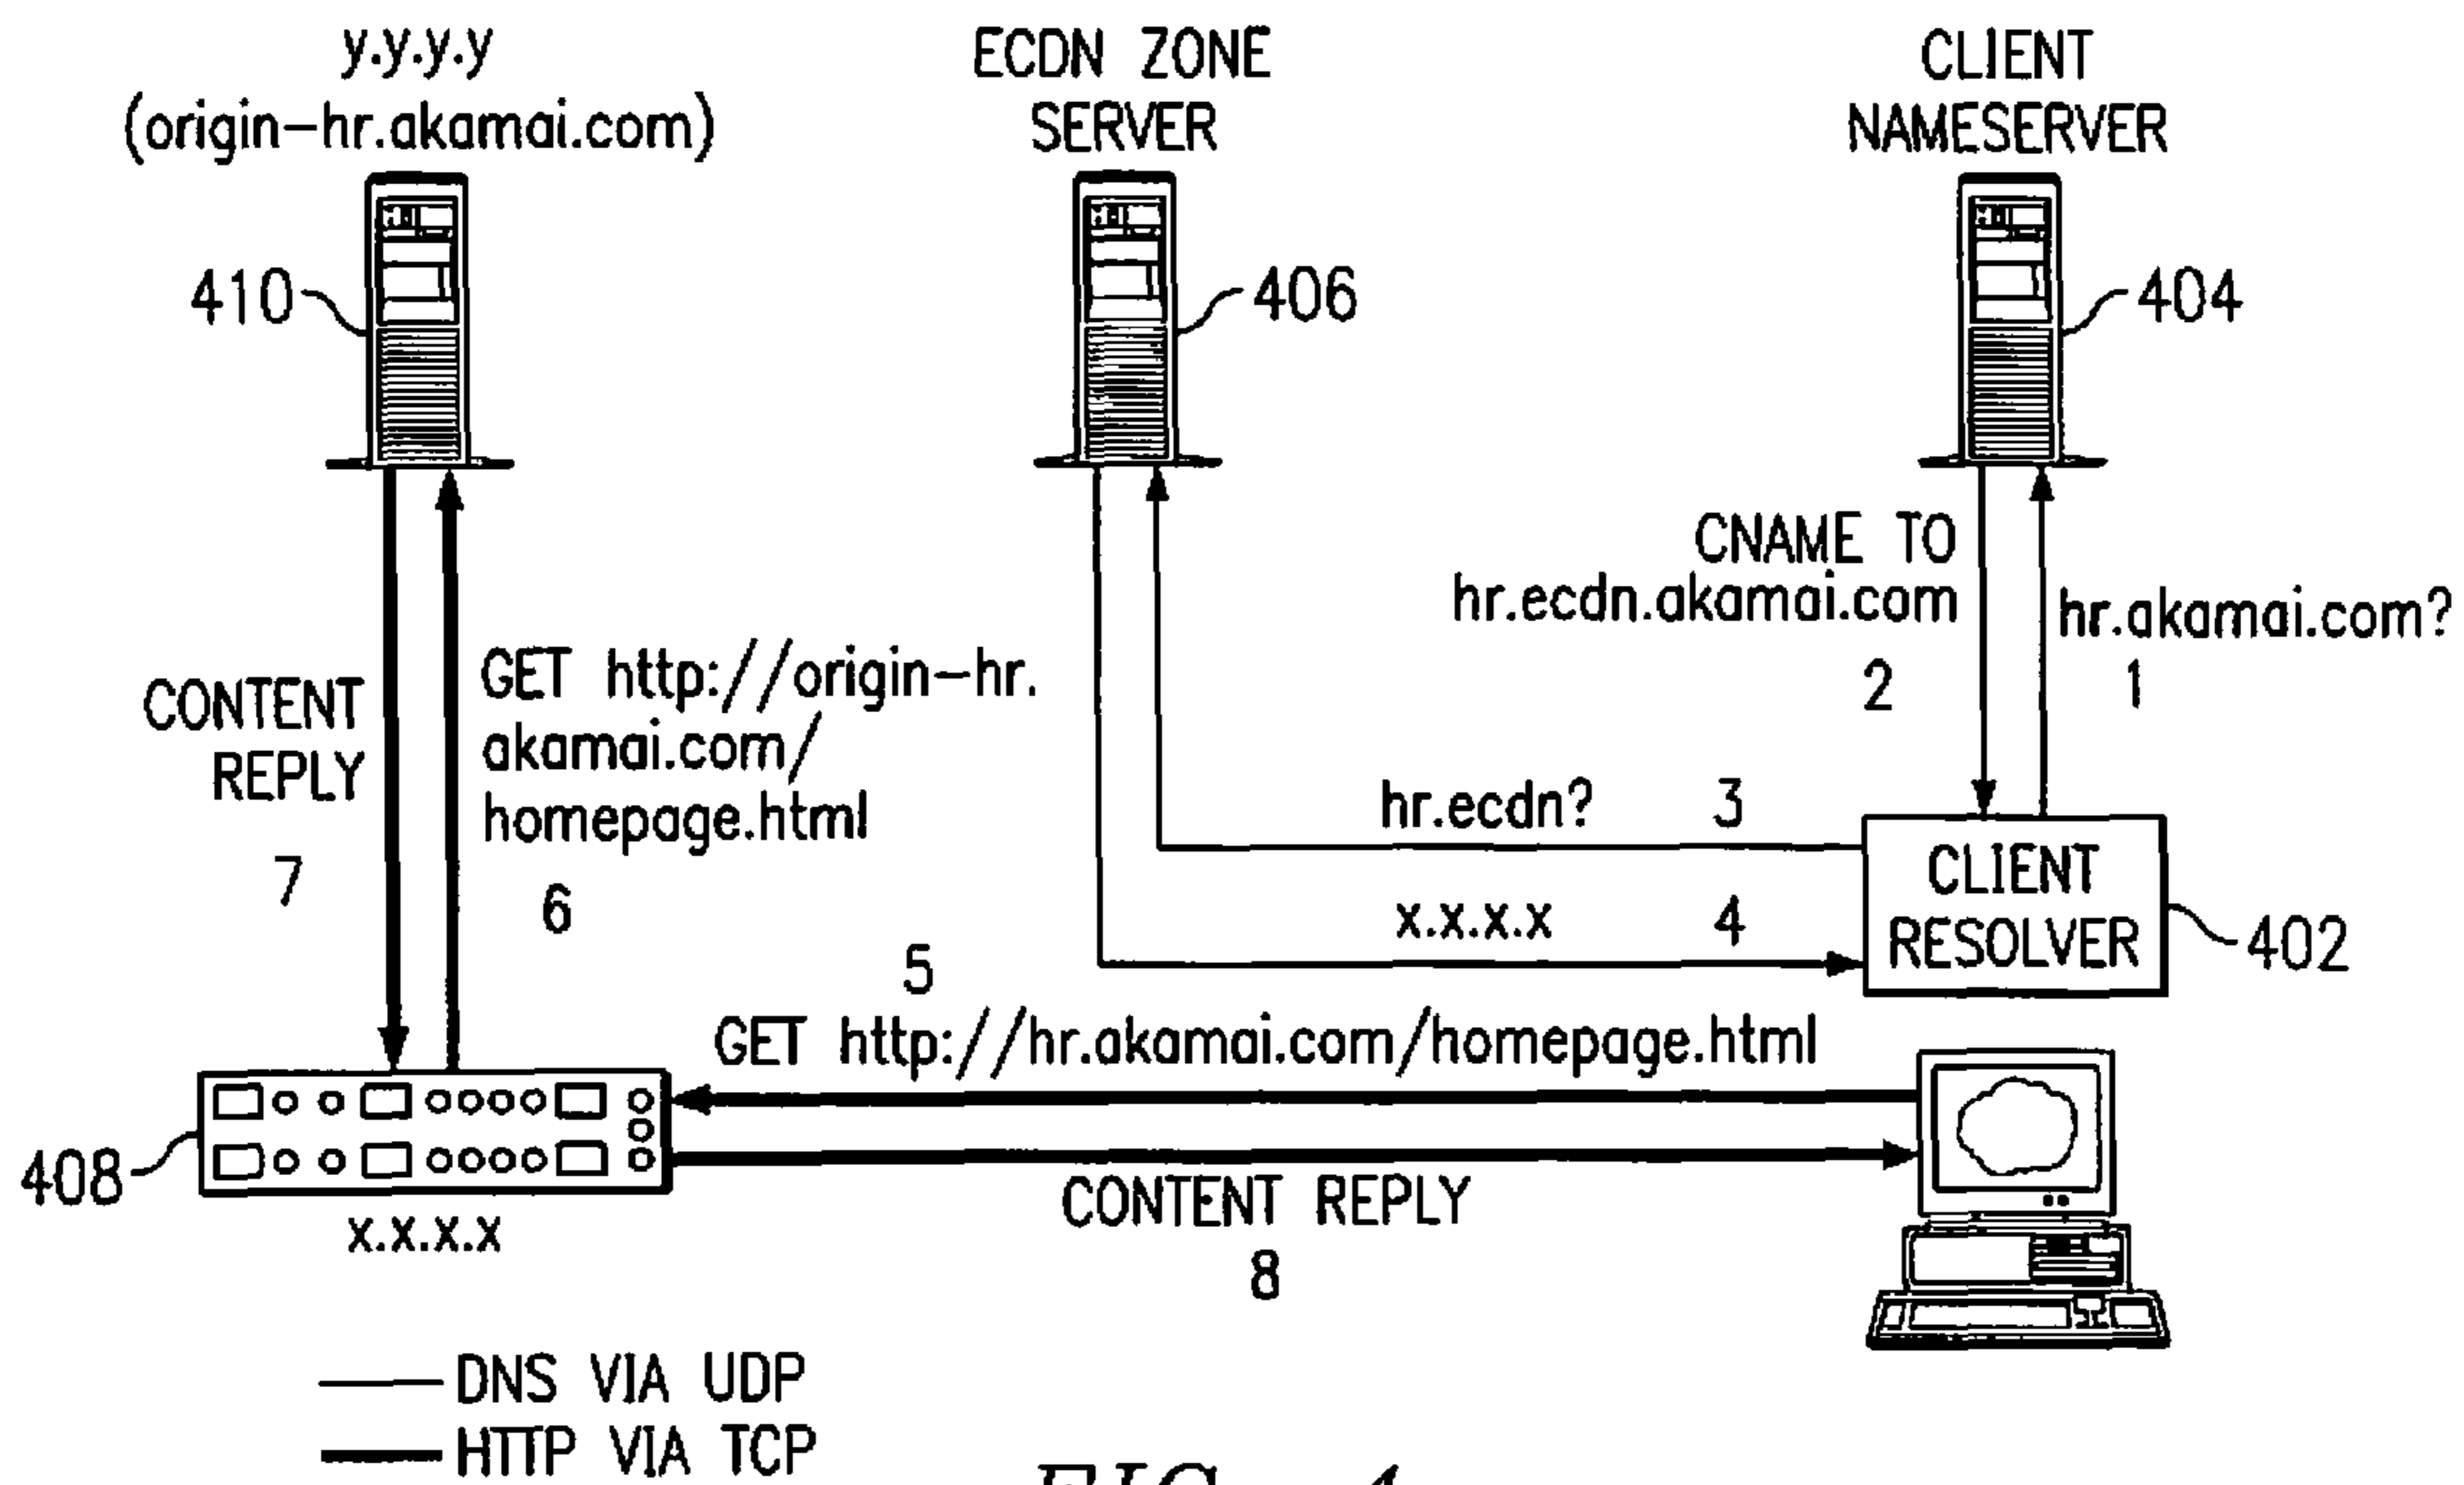 y.y.y.y
(origin-hr.akamai.com)
ECDN ZONE
SERVER
CLIENT
NAMESERVER
410
406
404
CNAME TO
hr.ecdn.akamai.com
2
hr.akamai.com?
1
CONTENT
REPLY
7
GET http://origin-hr.
akamai.com/
homepage.html
6
hr.ecdn? 3
x.x.x.x 4
CLIENT
RESOLVER
402
5
GET http://hr.akamai.com/homepage.html
408
x.x.x.x
CONTENT REPLY
8
DNS VIA UDP
HTTP VIA TCP
FIG. 4